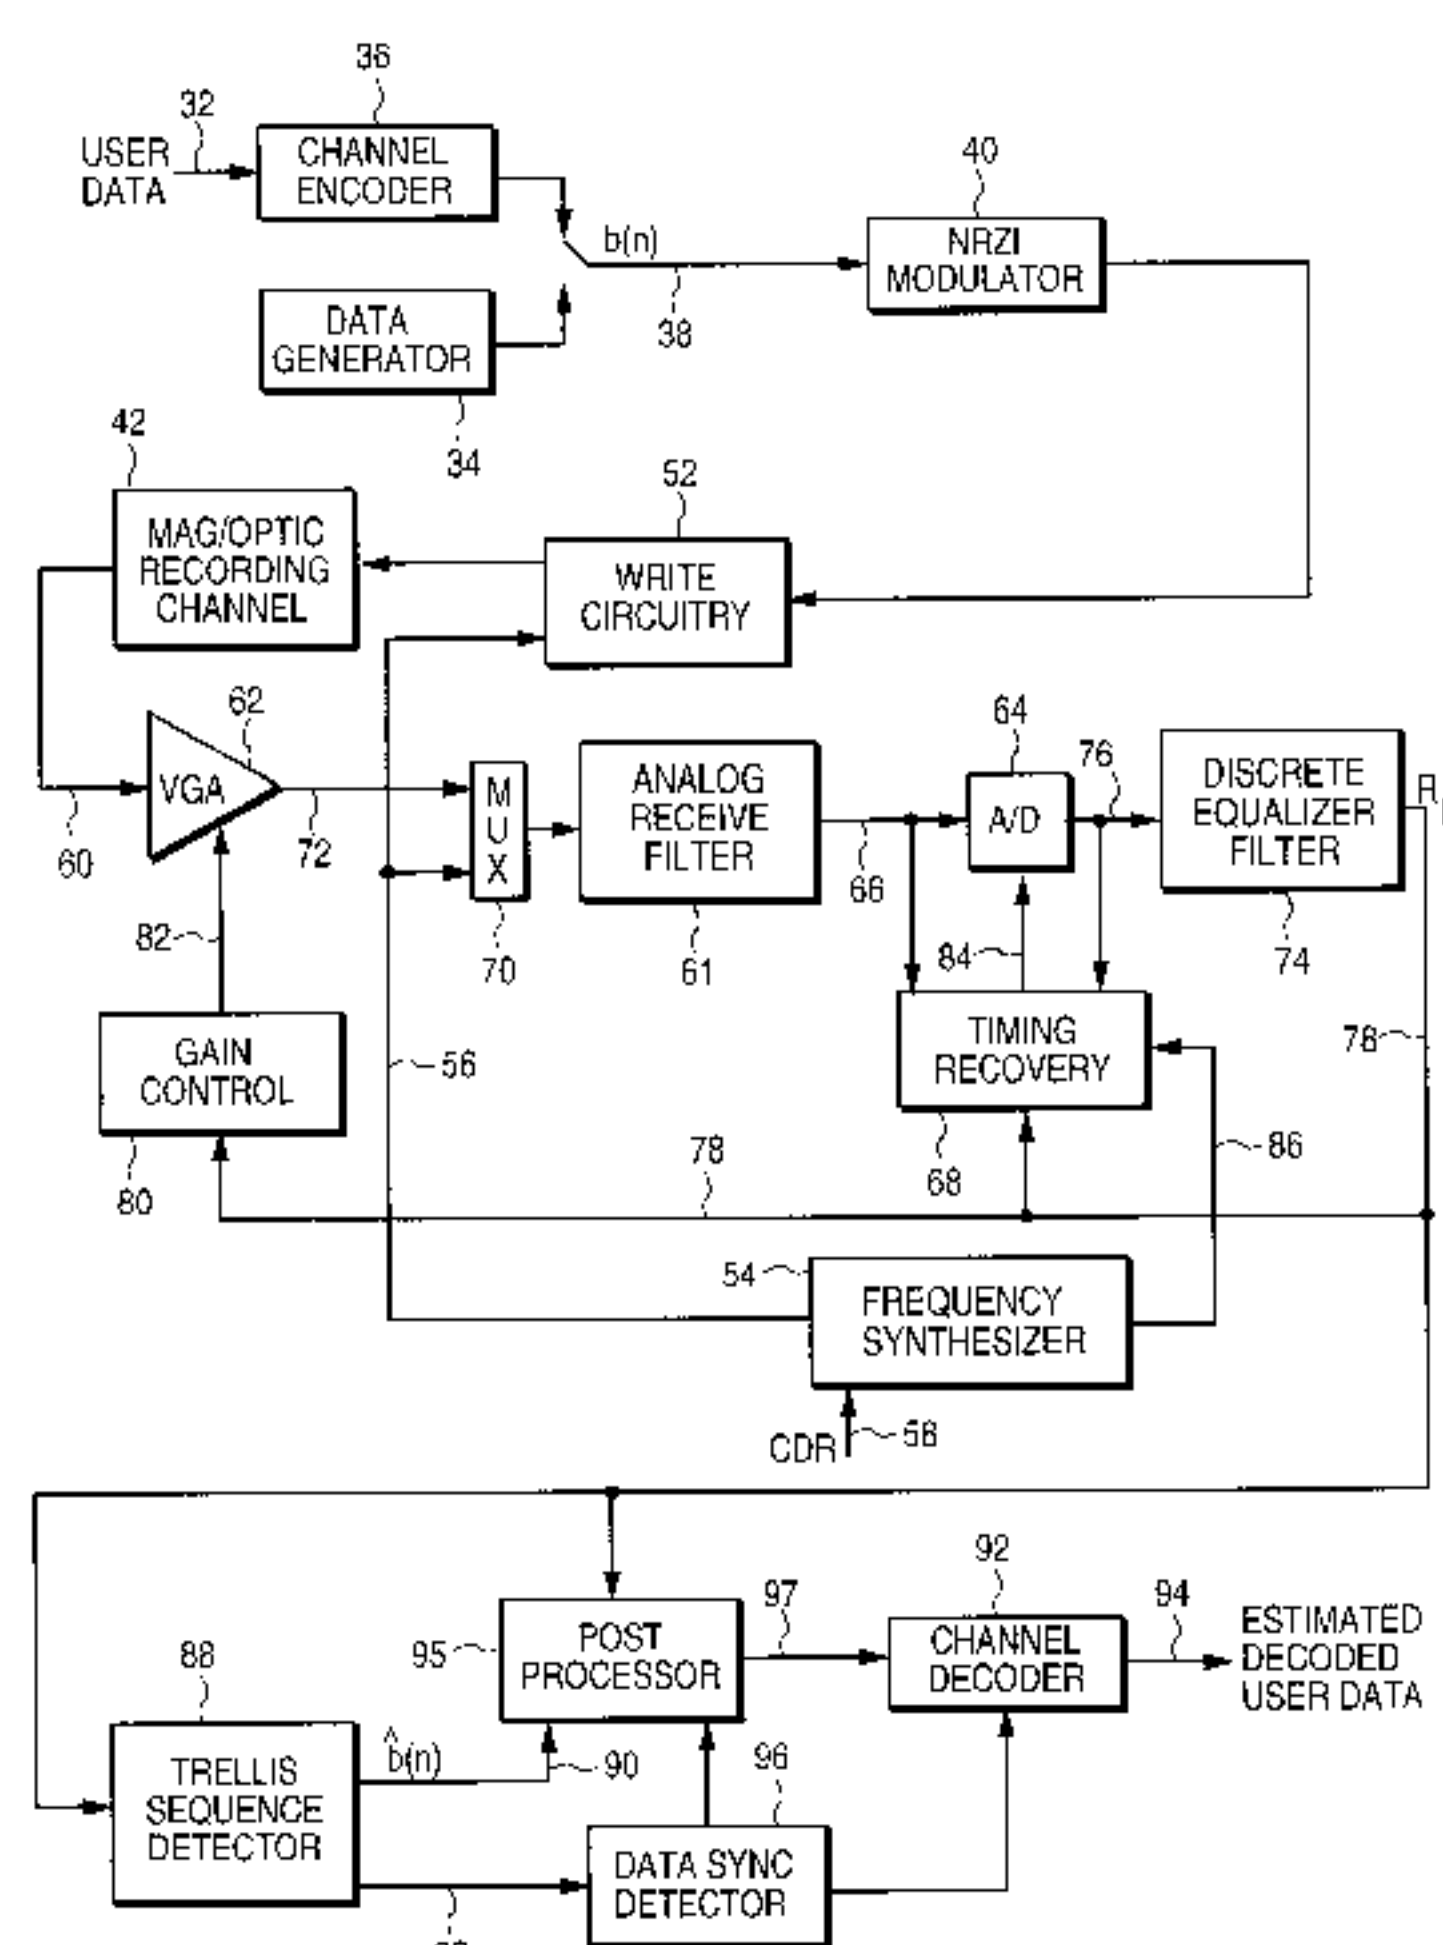 36
32
USER
DATA
CHANNEL
ENCODER
40
b(n)
NRZI
MODULATOR
38
DATA
GENERATOR
34
42
52
MAG/OPTIC
RECORDING
CHANNEL
WRITE
CIRCUITRY
62
64
76
VGA
MUX
ANALOG
RECEIVE
FILTER
A/D
DISCRETE
EQUALIZER
FILTER
R
60
72
66
82
70
61
84
74
GAIN
CONTROL
56
TIMING
RECOVERY
76
78
86
80
68
54
FREQUENCY
SYNTHESIZER
CDR
56
92
97
94
95
POST
PROCESSOR
CHANNEL
DECODER
ESTIMATED
DECODED
USER DATA
88
b̂(n)
90
96
TRELLIS
SEQUENCE
DETECTOR
DATA SYNC
DETECTOR